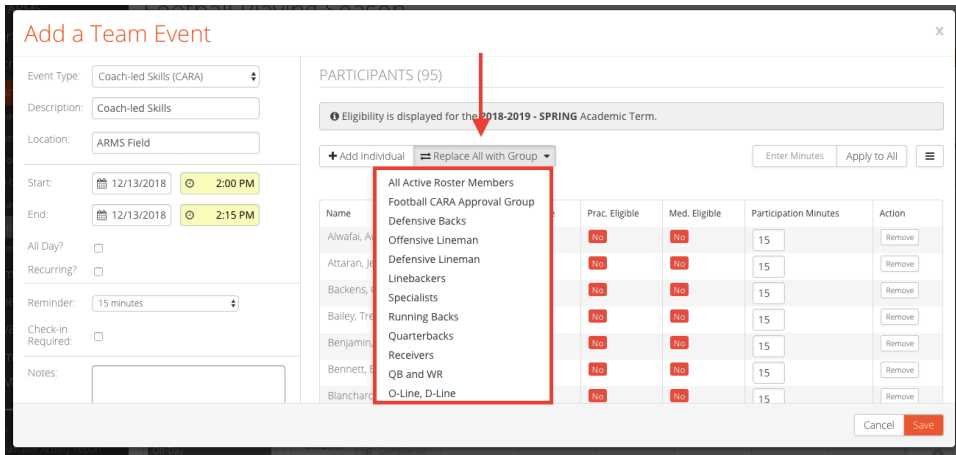 Football Playing Season
Add a Team Event
x
Event Type: Coach-led Skills (CARA)
Description: Coach-led Skills
Location: ARMS Field
Start: 12/13/2018 2:00 PM
End: 12/13/2018 2:15 PM
All Day?
Recurring?
Reminder: 15 minutes
Check-in
Required:
Notes:
PARTICIPANTS (95)
Eligibility is displayed for the 2018-2019 - SPRING Academic Term.
Add Individual Replace All with Group Enter Minutes Apply to All
All Active Roster Members
Football CARA Approval Group
Defensive Backs
Offensive Lineman
Defensive Lineman
Linebackers
Specialists
Running Backs
Quarterbacks
Receivers
QB and WR
O-Line, D-Line
Name Prac. Eligible Med. Eligible Participation Minutes Action
Alwafai, No No 15 Remove
Attaran, No No 15 Remove
Backens, No No 15 Remove
Bailey, Tre No No 15 Remove
Benjamin, No No 15 Remove
Bennett, No No 15 Remove
Blanchard No No 15 Remove
Cancel Save